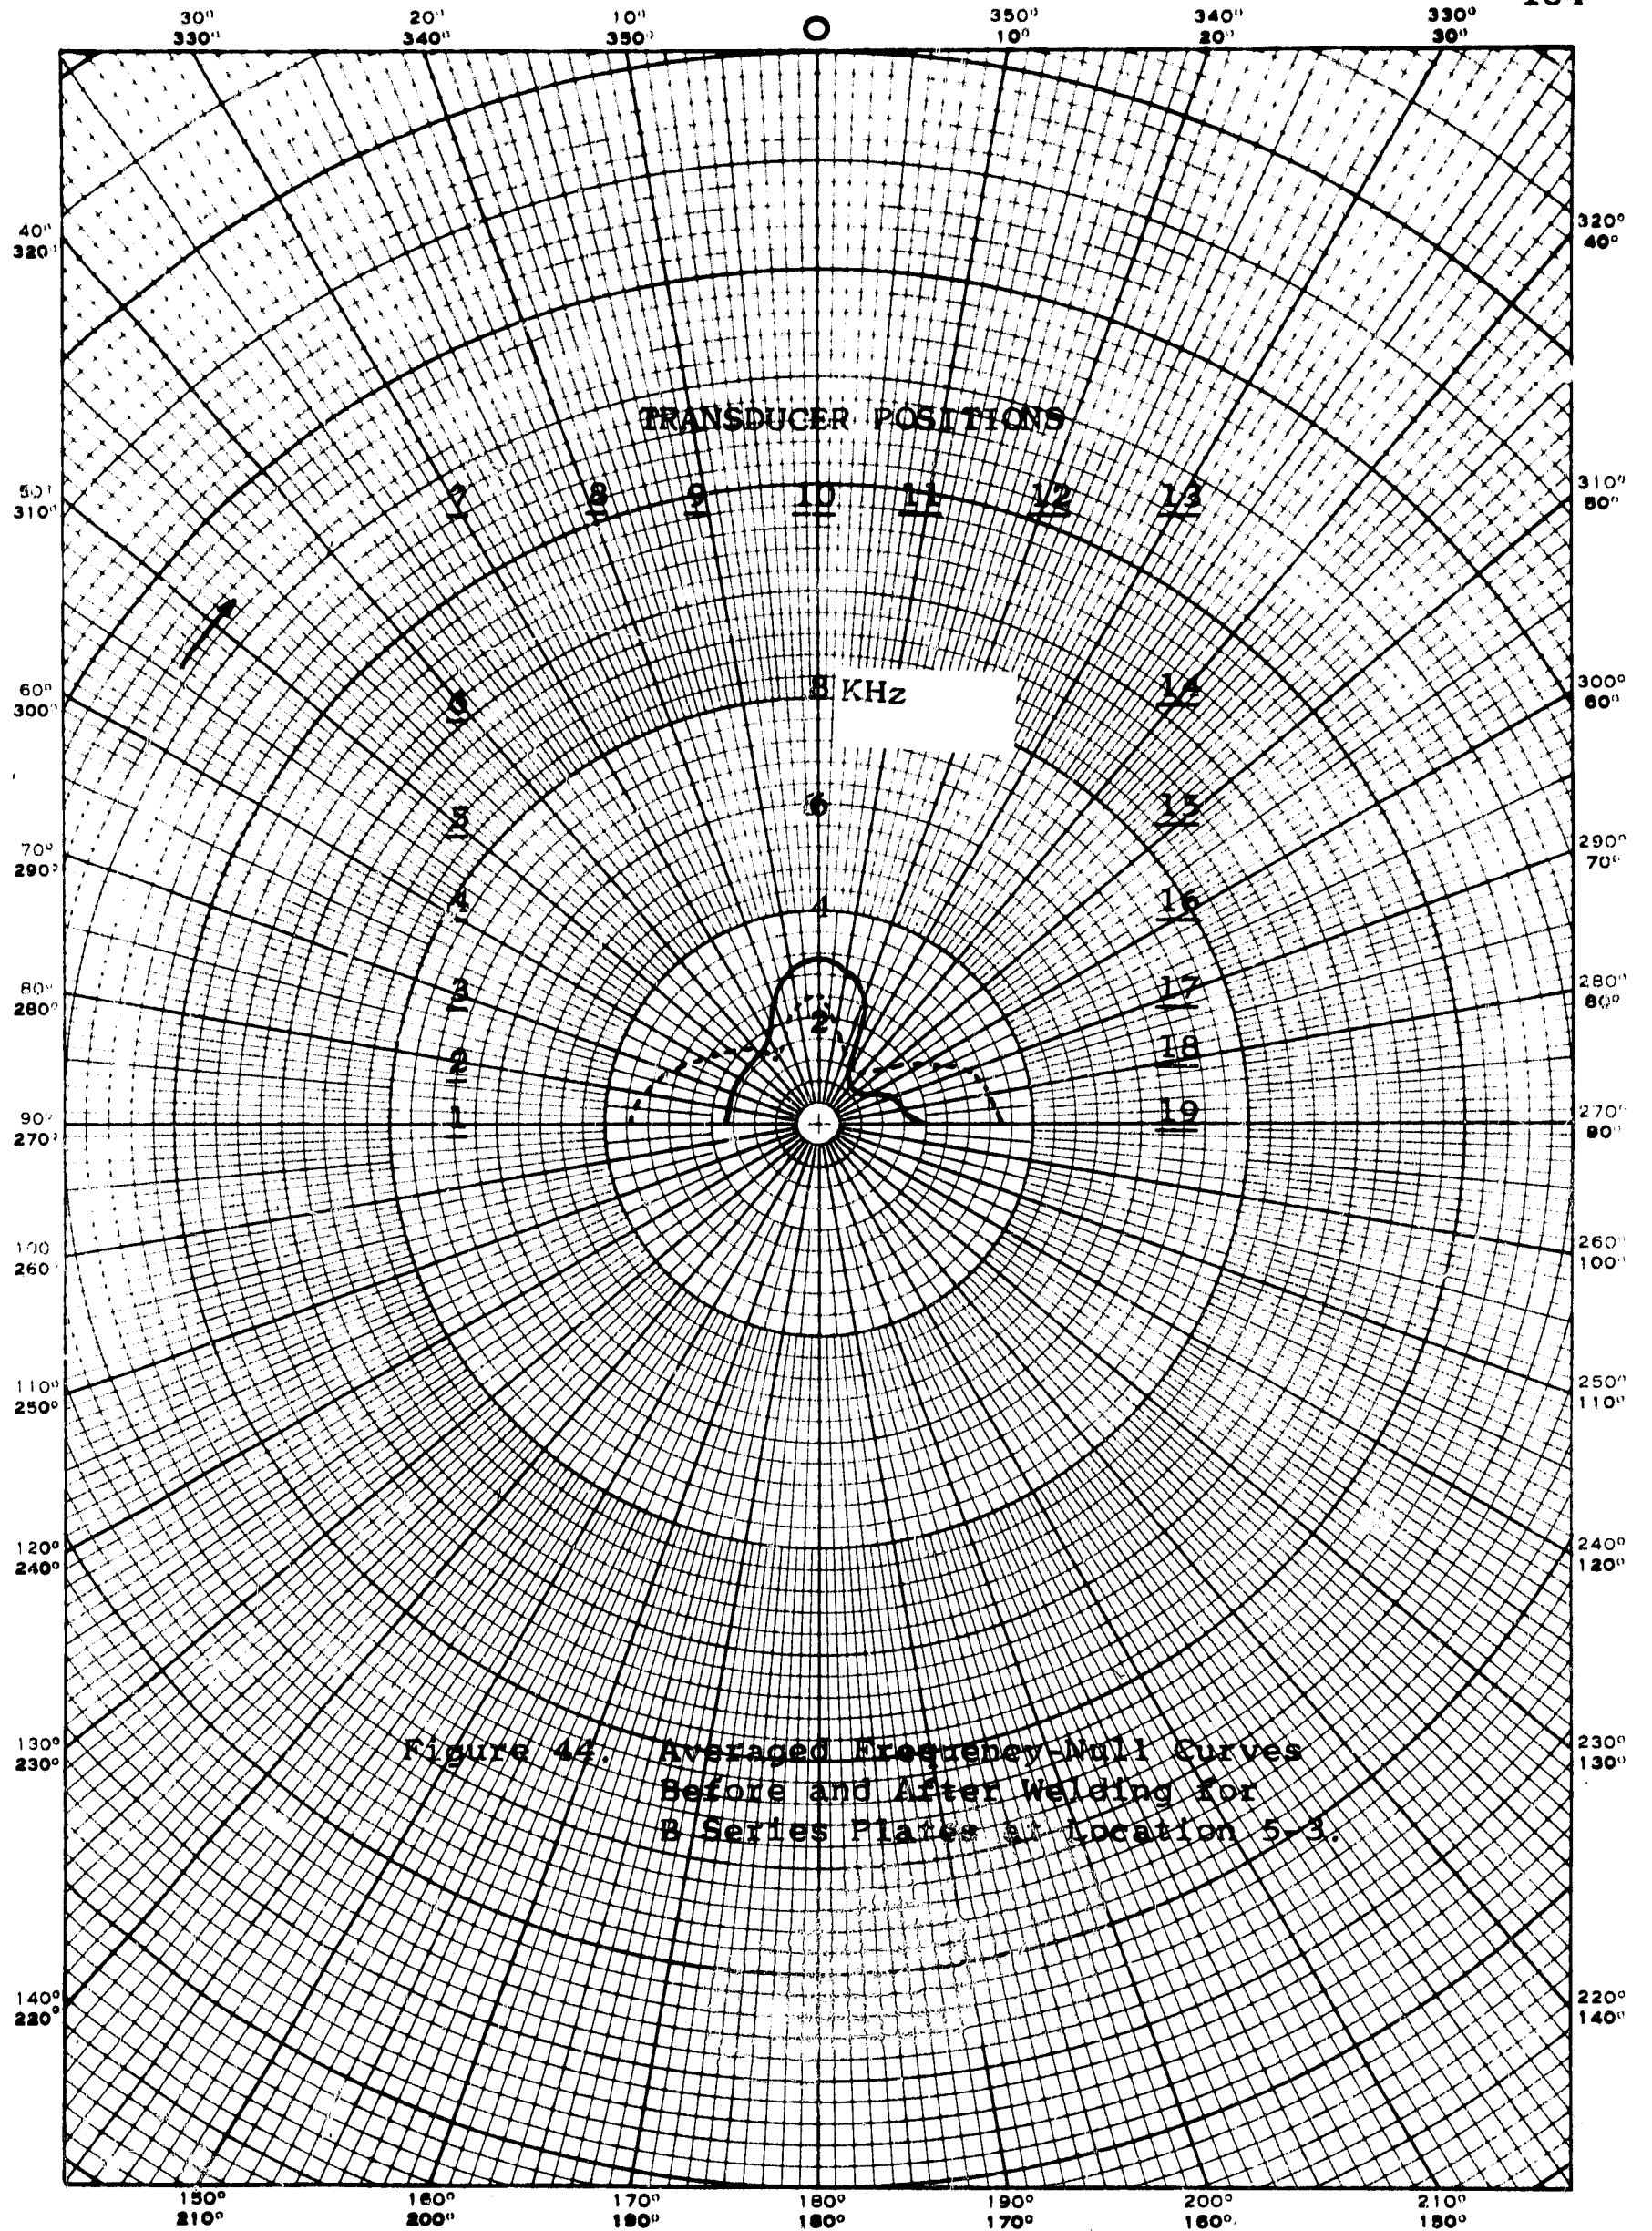 30° 20° 10° 0 350° 340° 330°
330° 340° 350° 10° 20° 30°
40° 320°
320° 40°
TRANSDUCER POSITIONS
50° 7 8 9 10 11 12 13 310°
310° 50°
60° 6 8 KHz 14 300°
300° 60°
5 6 15
70° 290°
290° 70°
4 4 16
80° 3 17 280°
280° 2 80°
2 18
90° 1 19 270°
270° 90°
100 260°
260 100°
110° 250°
250° 110°
120° 240°
240° 120°
130° Figure 44. Averaged Frequency-Null Curves 230°
230° 130°
Before and After Welding for
B Series Plates at Location 5-3.
140° 220°
220° 140°
150° 160° 170° 180° 190° 200° 210°
210° 200° 190° 180° 170° 160° 150°